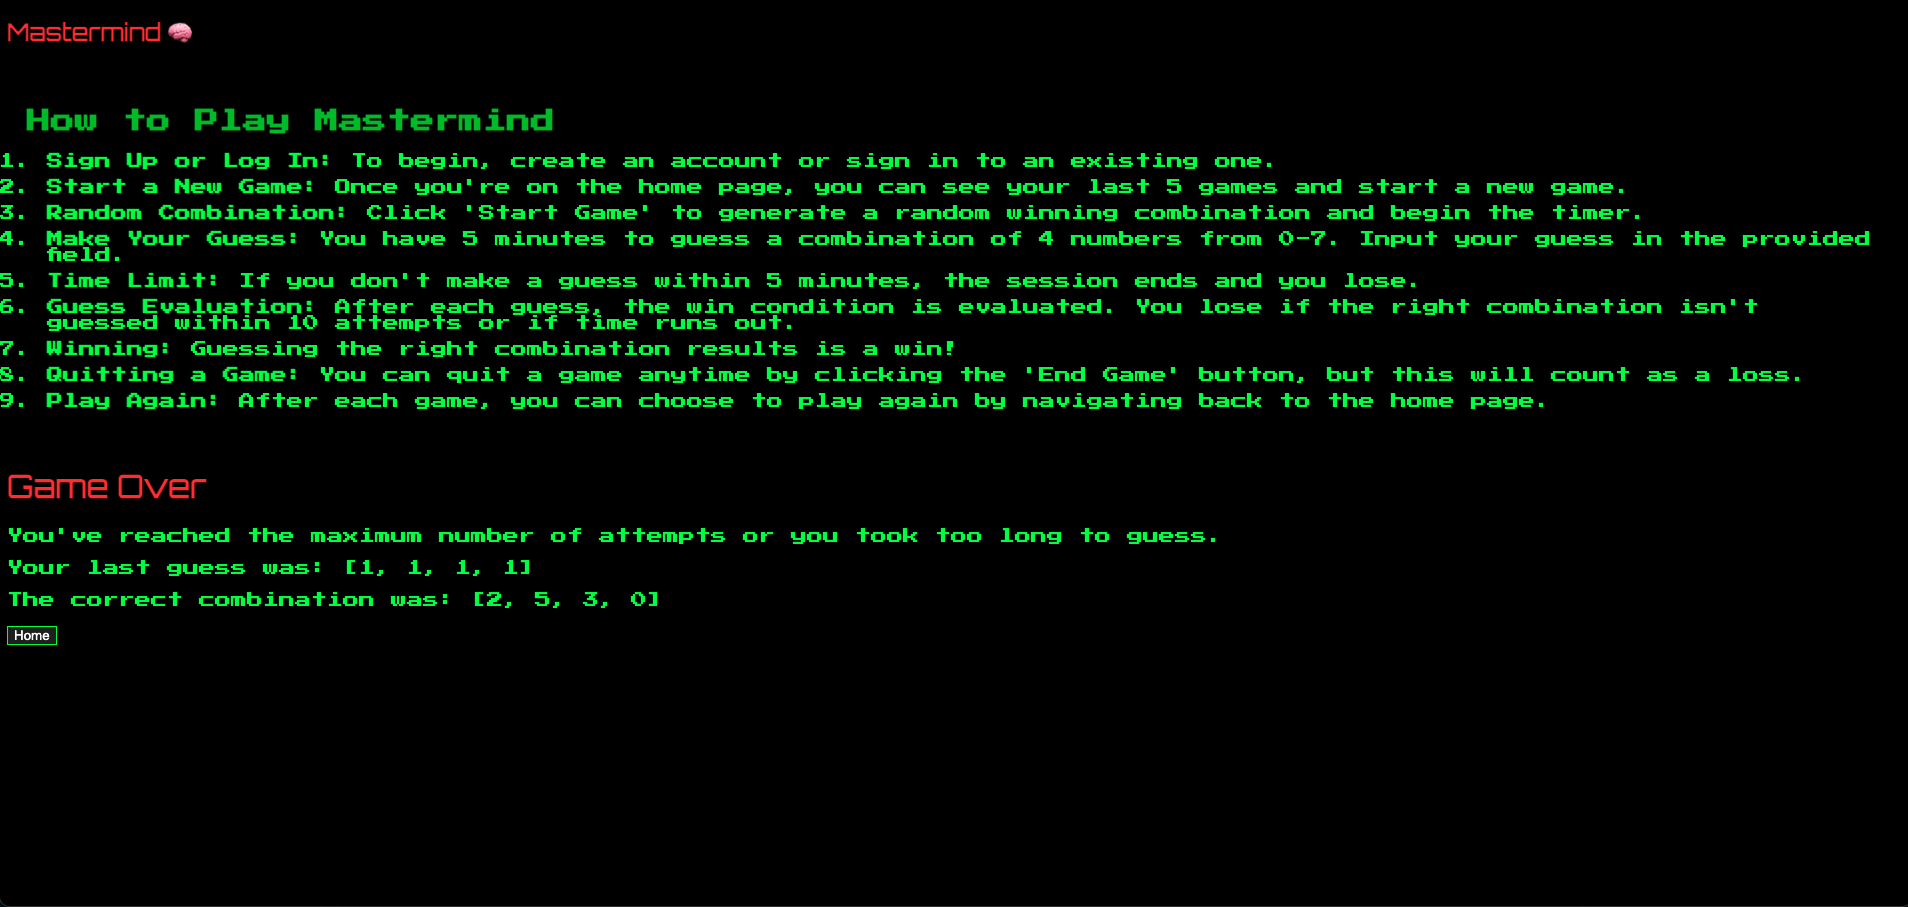 Mastermind 🧠
How to Play Mastermind
1. Sign Up or Log In: To begin, create an account or sign in to an existing one.
2. Start a New Game: Once you're on the home page, you can see your last 5 games and start a new game.
3. Random Combination: Click 'Start Game' to generate a random winning combination and begin the timer.
4. Make Your Guess: You have 5 minutes to guess a combination of 4 numbers from 0-7. Input your guess in the provided
field.
5. Time Limit: If you don't make a guess within 5 minutes, the session ends and you lose.
6. Guess Evaluation: After each guess, the win condition is evaluated. You lose if the right combination isn't
guessed within 10 attempts or if time runs out.
7. Winning: Guessing the right combination results is a win!
8. Quitting a Game: You can quit a game anytime by clicking the 'End Game' button, but this will count as a loss.
9. Play Again: After each game, you can choose to play again by navigating back to the home page.
Game Over
You've reached the maximum number of attempts or you took too long to guess.
Your last guess was: [1, 1, 1, 1]
The correct combination was: [2, 5, 3, 0]
Home